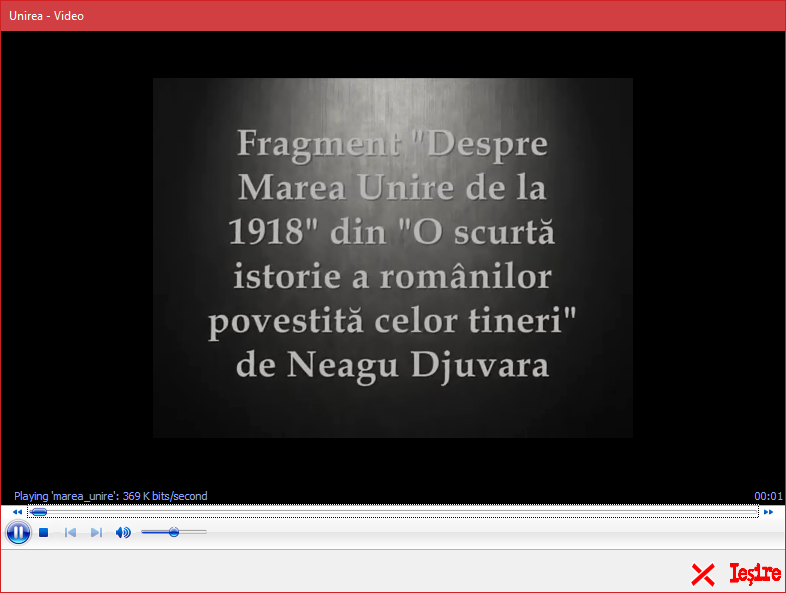 Unirea - Video
Fragment "Despre
Marea Unire de la
1918" din "O scurtă
istorie a românilor
povestită celor tineri"
de Neagu Djuvara
Playing 'marea_unire': 369 K bits/second
00:01
Ieşire